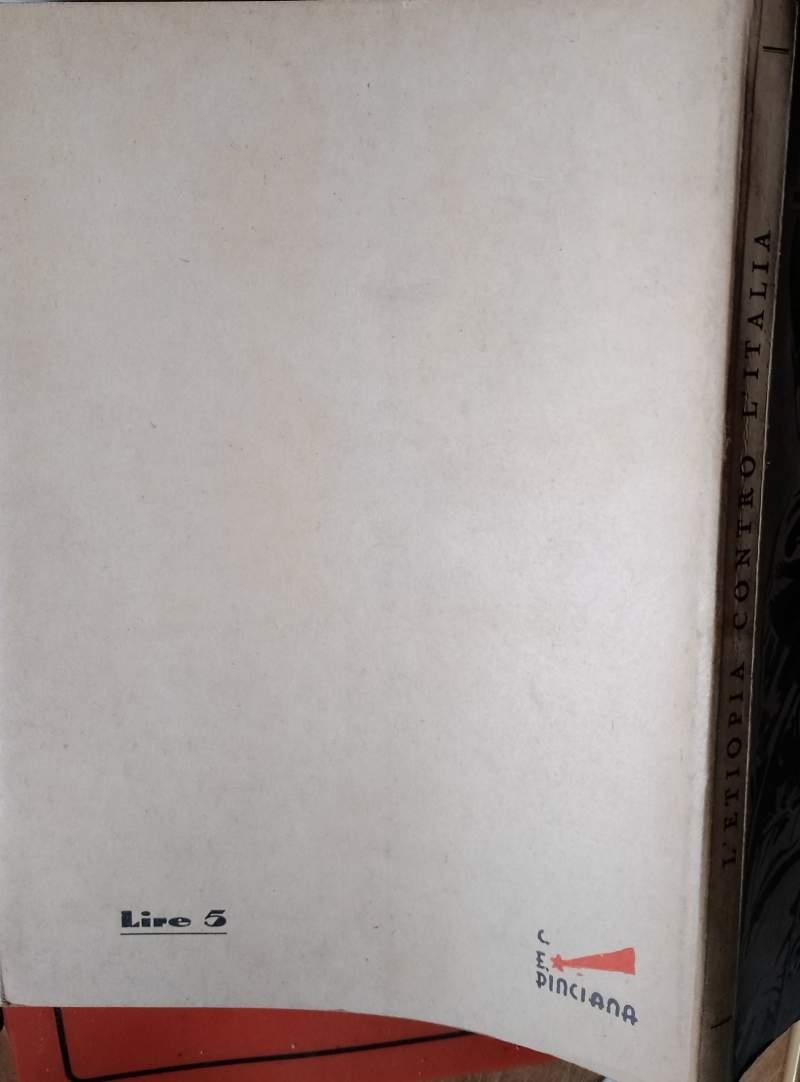 L'ETIOPIA CONTRO L'ITALIA
Lire 5
C.
E.
PINCIANA